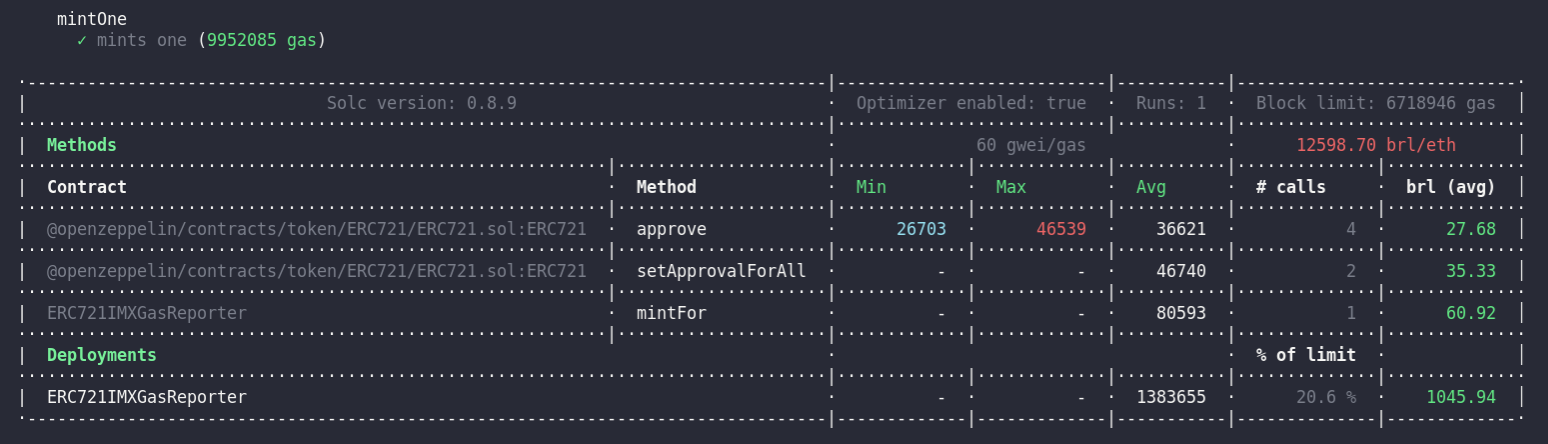 mintOne
✓ mints one (9952085 gas)
Solc version: 0.8.9 · Optimizer enabled: true · Runs: 1 · Block limit: 6718946 gas
Methods · 60 gwei/gas · 12598.70 brl/eth
Contract · Method · Min · Max · Avg · # calls · brl (avg)
@openzeppelin/contracts/token/ERC721/ERC721.sol:ERC721 · approve · 26703 · 46539 · 36621 · 4 · 27.68
@openzeppelin/contracts/token/ERC721/ERC721.sol:ERC721 · setApprovalForAll · - · - · 46740 · 2 · 35.33
ERC721IMXGasReporter · mintFor · - · - · 80593 · 1 · 60.92
Deployments · · % of limit ·
ERC721IMXGasReporter · - · - · 1383655 · 20.6 % · 1045.94